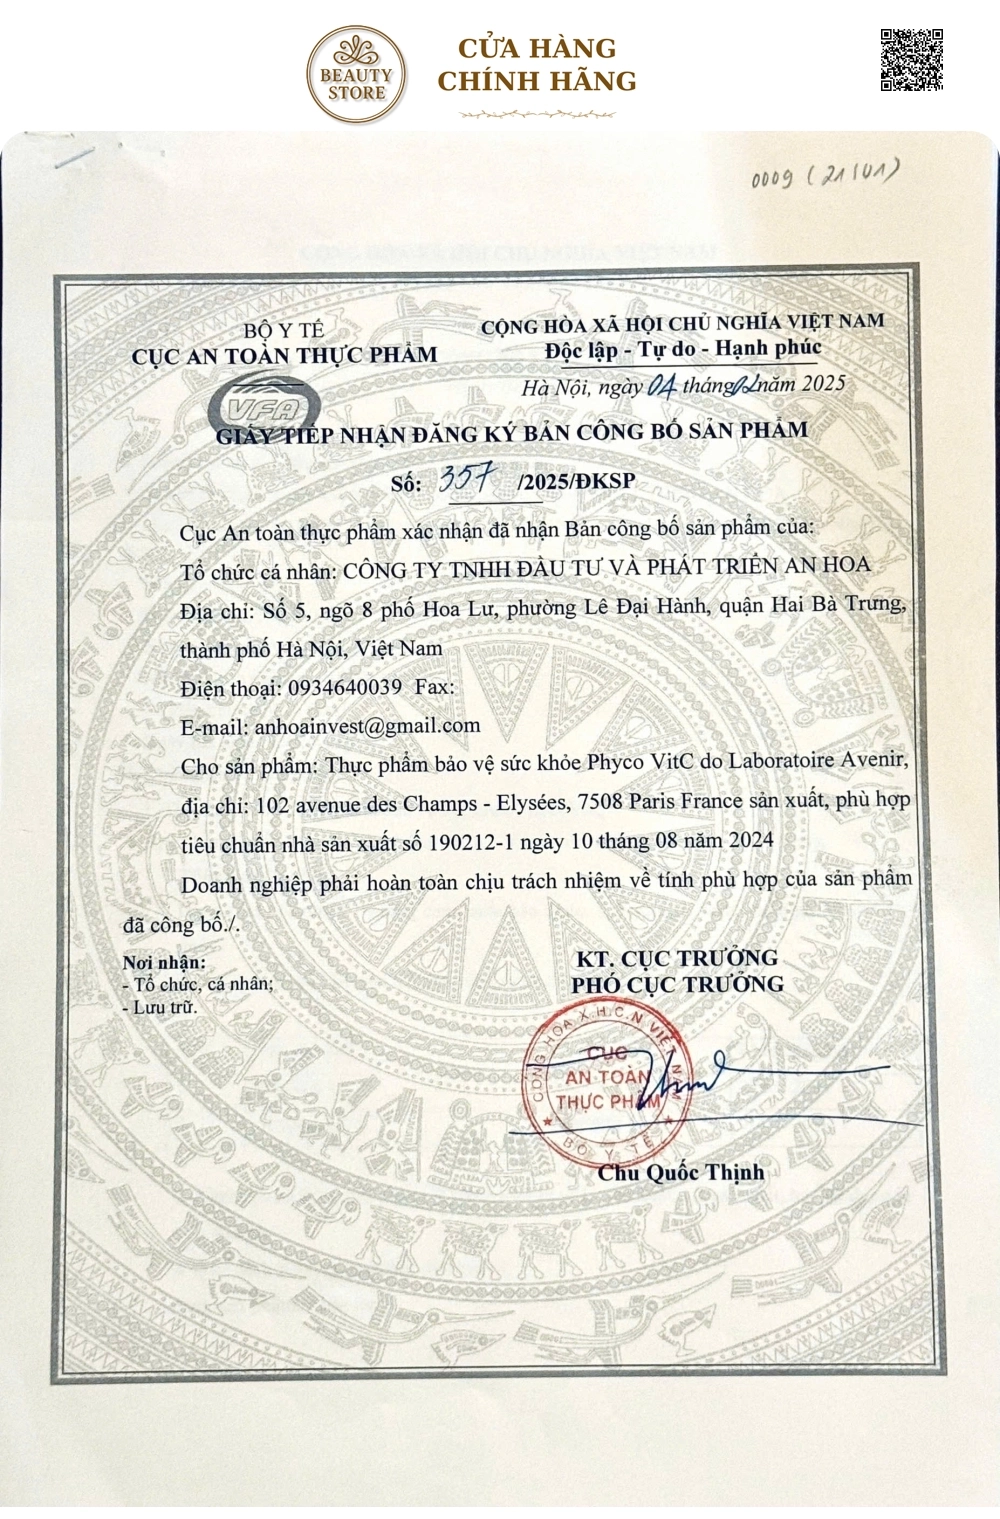 BEAUTY
STORE
CỬA HÀNG
CHÍNH HÃNG
0009 (21/01)
BỘ Y TẾ
CỤC AN TOÀN THỰC PHẨM
CỘNG HÒA XÃ HỘI CHỦ NGHĨA VIỆT NAM
Độc lập - Tự do - Hạnh phúc
Hà Nội, ngày 04 tháng 02 năm 2025
VFA
GIẤY TIẾP NHẬN ĐĂNG KÝ BẢN CÔNG BỐ SẢN PHẨM
Số: 357 /2025/ĐKSP
Cục An toàn thực phẩm xác nhận đã nhận Bản công bố sản phẩm của:
Tổ chức cá nhân: CÔNG TY TNHH ĐẦU TƯ VÀ PHÁT TRIỂN AN HOA
Địa chỉ: Số 5, ngõ 8 phố Hoa Lư, phường Lê Đại Hành, quận Hai Bà Trưng,
thành phố Hà Nội, Việt Nam
Điện thoại: 0934640039 Fax:
E-mail: anhoainvest@gmail.com
Cho sản phẩm: Thực phẩm bảo vệ sức khỏe Phyco VitC do Laboratoire Avenir,
địa chỉ: 102 avenue des Champs - Elysées, 7508 Paris France sản xuất, phù hợp
tiêu chuẩn nhà sản xuất số 190212-1 ngày 10 tháng 08 năm 2024
Doanh nghiệp phải hoàn toàn chịu trách nhiệm về tính phù hợp của sản phẩm
đã công bố./.
Nơi nhận:
- Tổ chức, cá nhân;
- Lưu trữ.
KT. CỤC TRƯỞNG
PHÓ CỤC TRƯỞNG
CỘNG HÒA X.H.C.N VIỆT NAM
CỤC
AN TOÀN
THỰC PHẨM
BỘ Y TẾ
Chu Quốc Thịnh